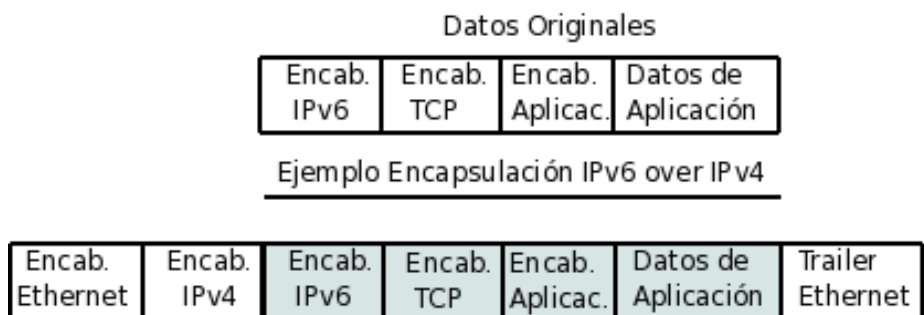 Datos Originales
Encab. Encab. Encab. Datos de
IPv6 TCP Aplicac. Aplicación
Ejemplo Encapsulación IPv6 over IPv4
Encab. Encab. Encab. Encab. Encab. Datos de Trailer
Ethernet IPv4 IPv6 TCP Aplicac. Aplicación Ethernet